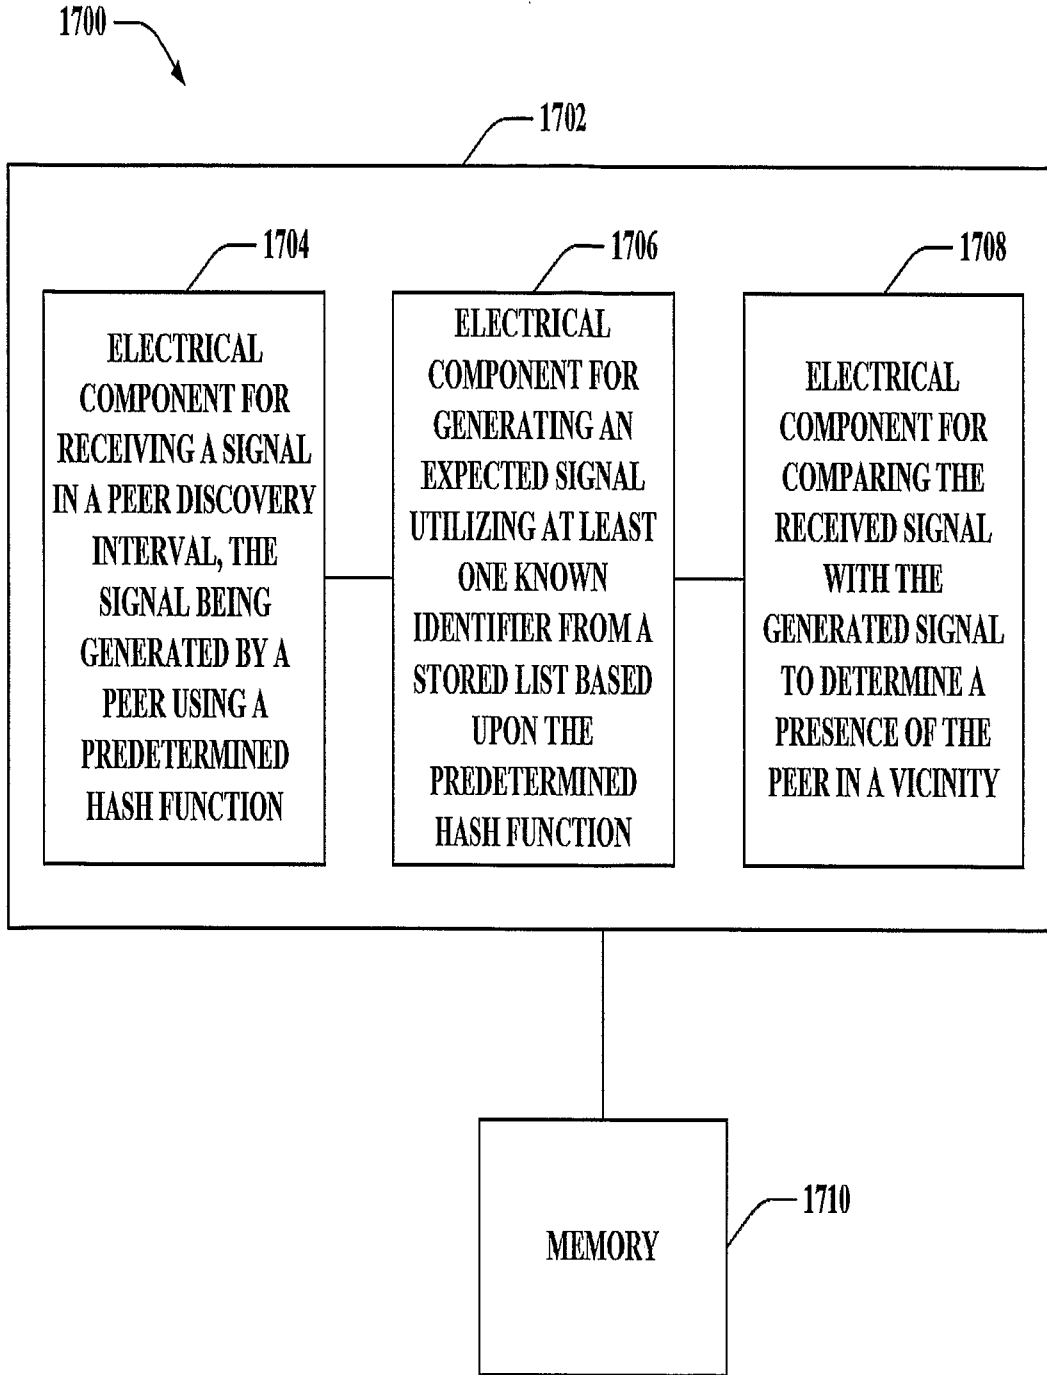 1700
1702
1704
ELECTRICAL
COMPONENT FOR
RECEIVING A SIGNAL
IN A PEER DISCOVERY
INTERVAL, THE
SIGNAL BEING
GENERATED BY A
PEER USING A
PREDETERMINED
HASH FUNCTION
1706
ELECTRICAL
COMPONENT FOR
GENERATING AN
EXPECTED SIGNAL
UTILIZING AT LEAST
ONE KNOWN
IDENTIFIER FROM A
STORED LIST BASED
UPON THE
PREDETERMINED
HASH FUNCTION
1708
ELECTRICAL
COMPONENT FOR
COMPARING THE
RECEIVED SIGNAL
WITH THE
GENERATED SIGNAL
TO DETERMINE A
PRESENCE OF THE
PEER IN A VICINITY
1710
MEMORY